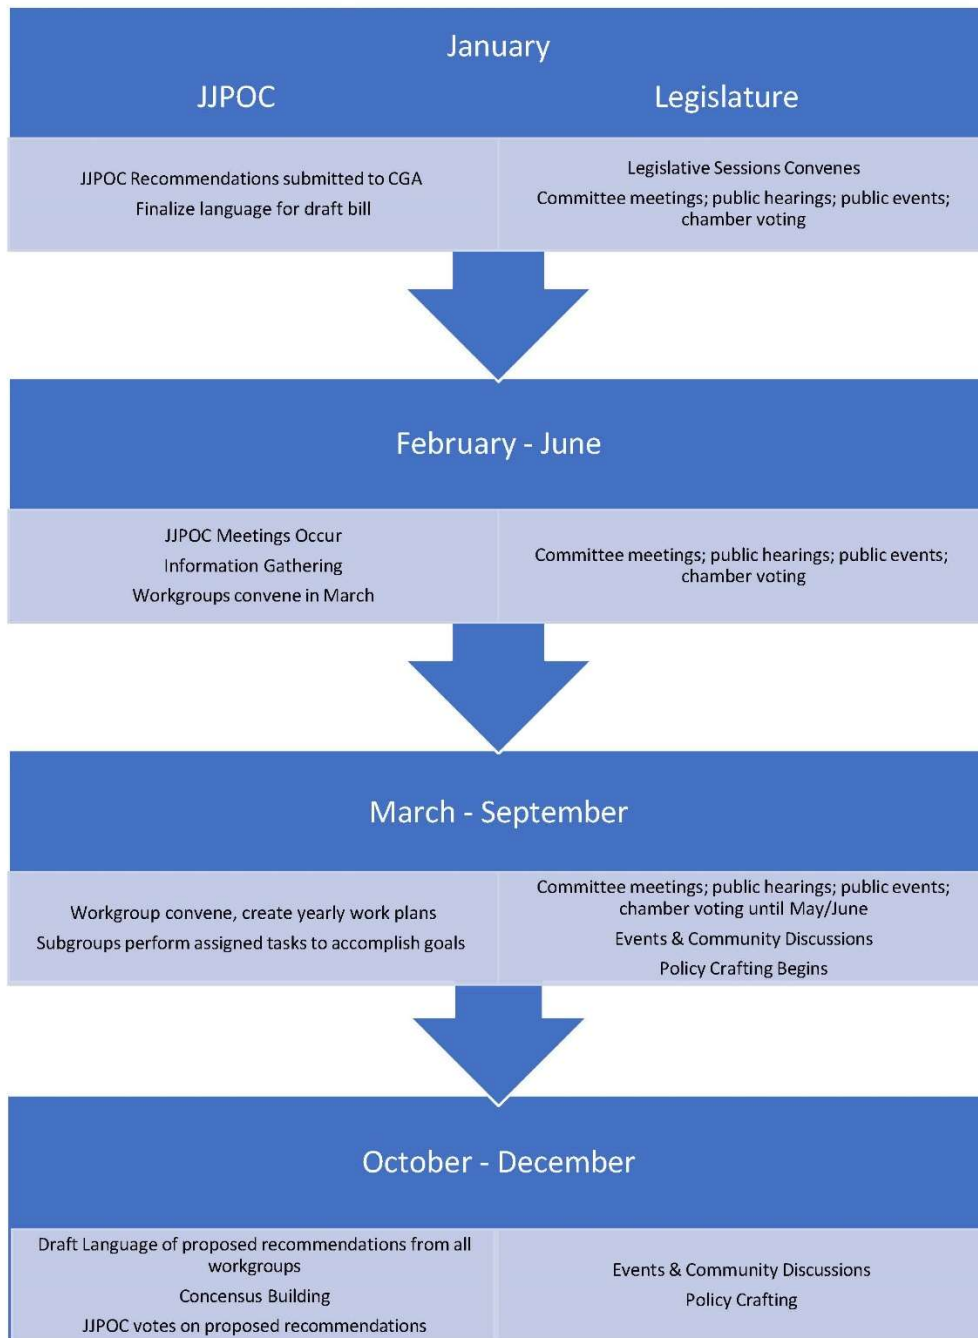 January
JJPOC
Legislature
JJPOC Recommendations submitted to CGA
Finalize language for draft bill
Legislative Sessions Convenes
Committee meetings; public hearings; public events;
chamber voting
February - June
JJPOC Meetings Occur
Information Gathering
Workgroups convene in March
Committee meetings; public hearings; public events;
chamber voting
March - September
Workgroup convene, create yearly work plans
Subgroups perform assigned tasks to accomplish goals
Committee meetings; public hearings; public events;
chamber voting until May/June
Events & Community Discussions
Policy Crafting Begins
October - December
Draft Language of proposed recommendations from all
workgroups
Concensus Building
JJPOC votes on proposed recommendations
Events & Community Discussions
Policy Crafting